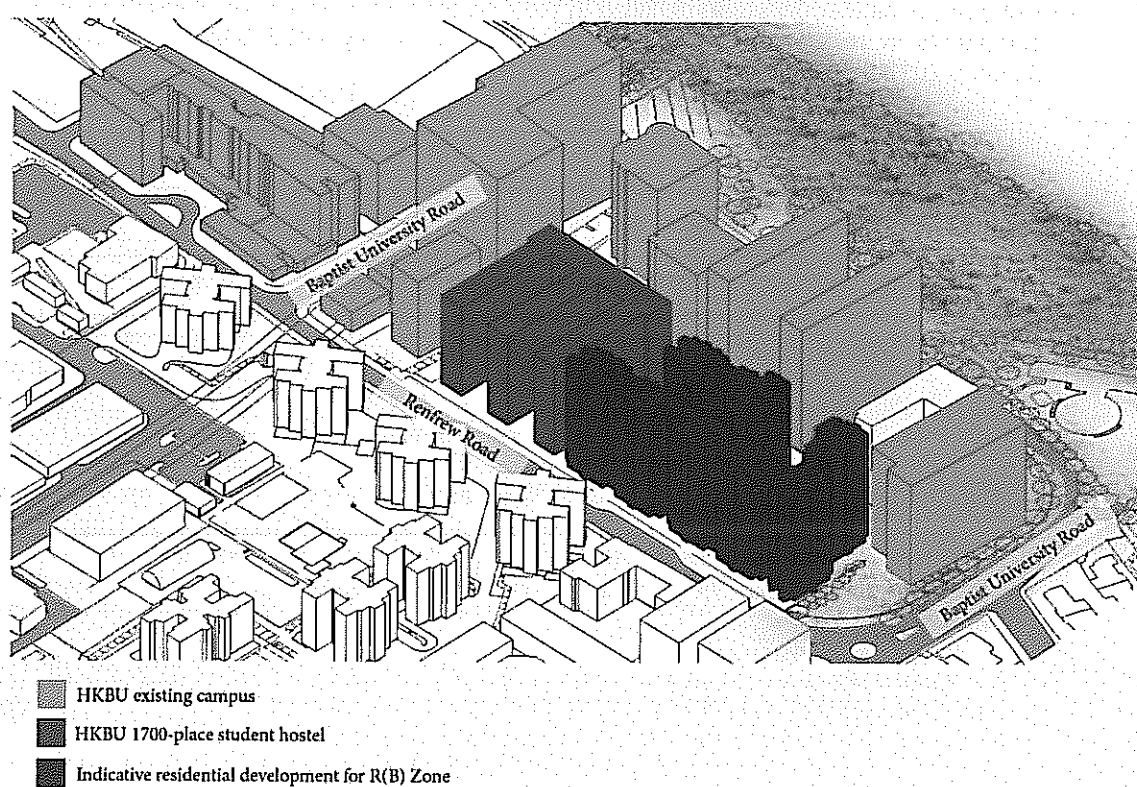 Baptist University Road
Renfrew Road
Baptist University Road
HKBU existing campus
HKBU 1700-place student hostel
Indicative residential development for R(B) Zone